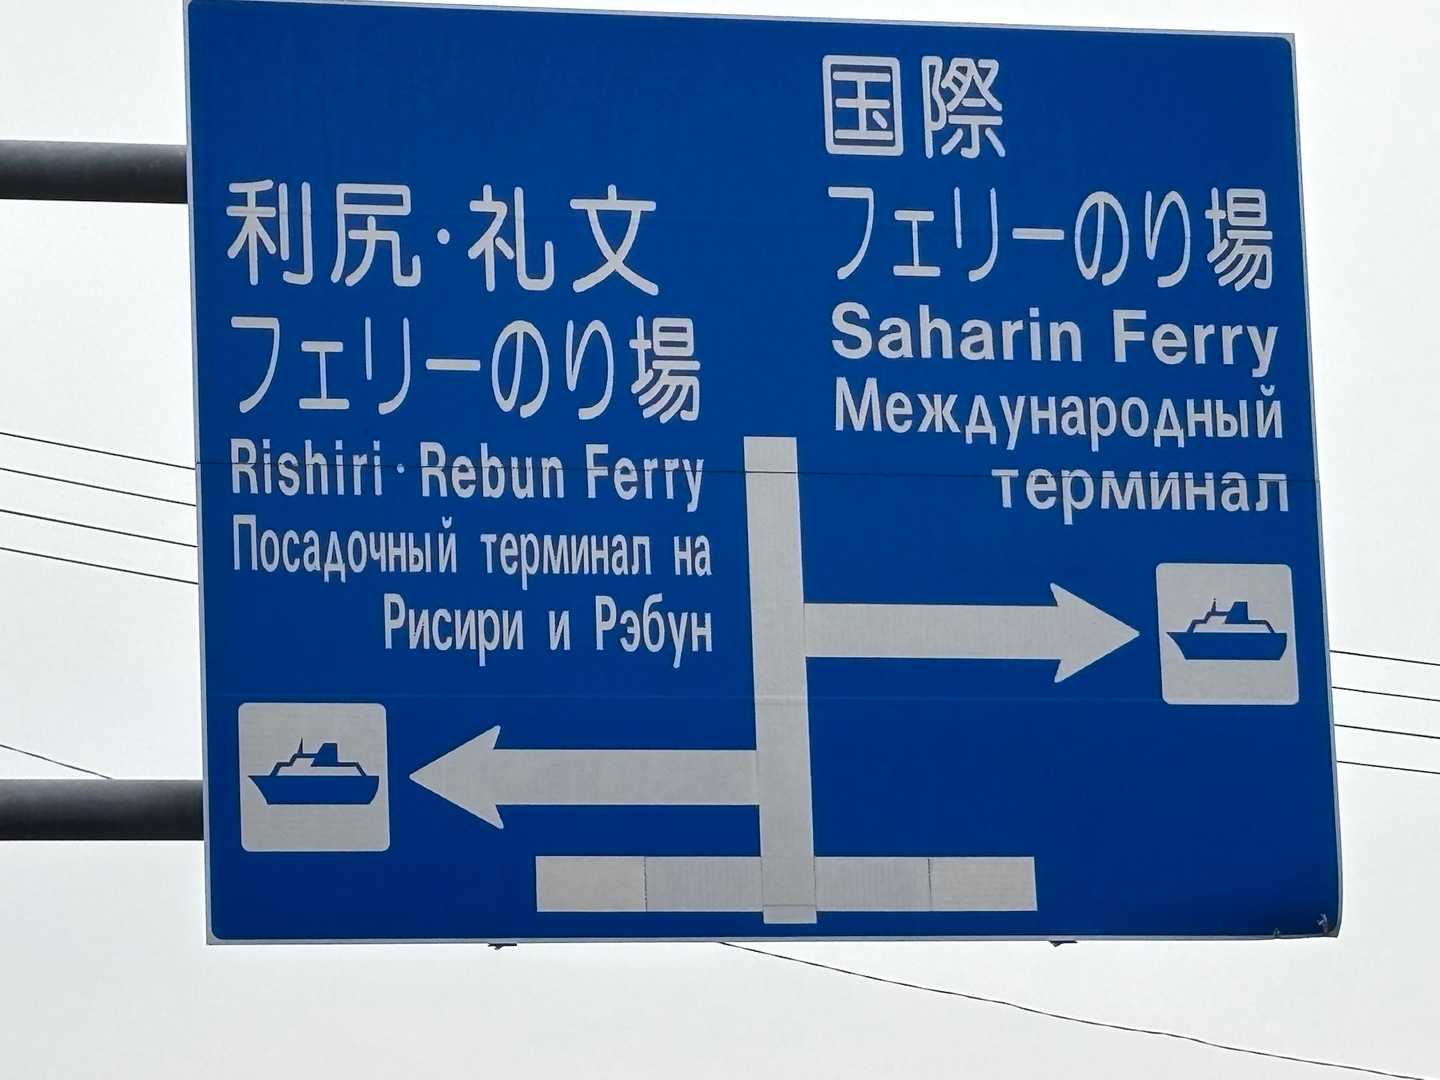 利尻・礼文
フェリーのり場
Rishiri・Rebun Ferry
Посадочный терминал на
Рисири и Рэбун
国際
フェリーのり場
Saharin Ferry
Международный
терминал